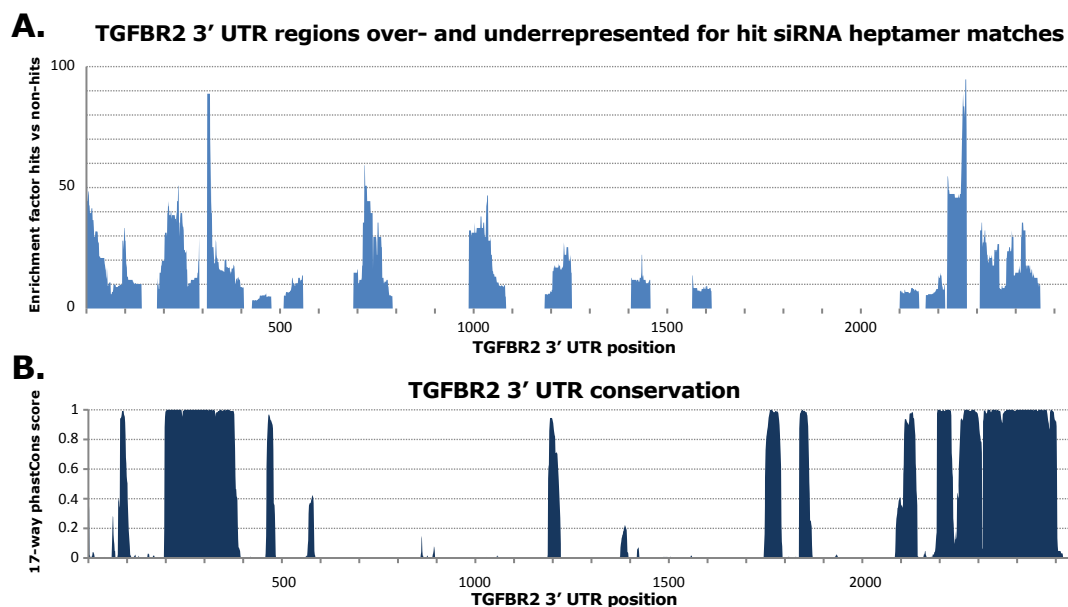 A.
TGFBR2 3′ UTR regions over- and underrepresented for hit siRNA heptamer matches
Enrichment factor hits vs non-hits
100
50
0
500
1000
1500
2000
TGFBR2 3′ UTR position
B.
TGFBR2 3′ UTR conservation
17-way phastCons score
1
0.8
0.6
0.4
0.2
0
500
1000
1500
2000
TGFBR2 3′ UTR position